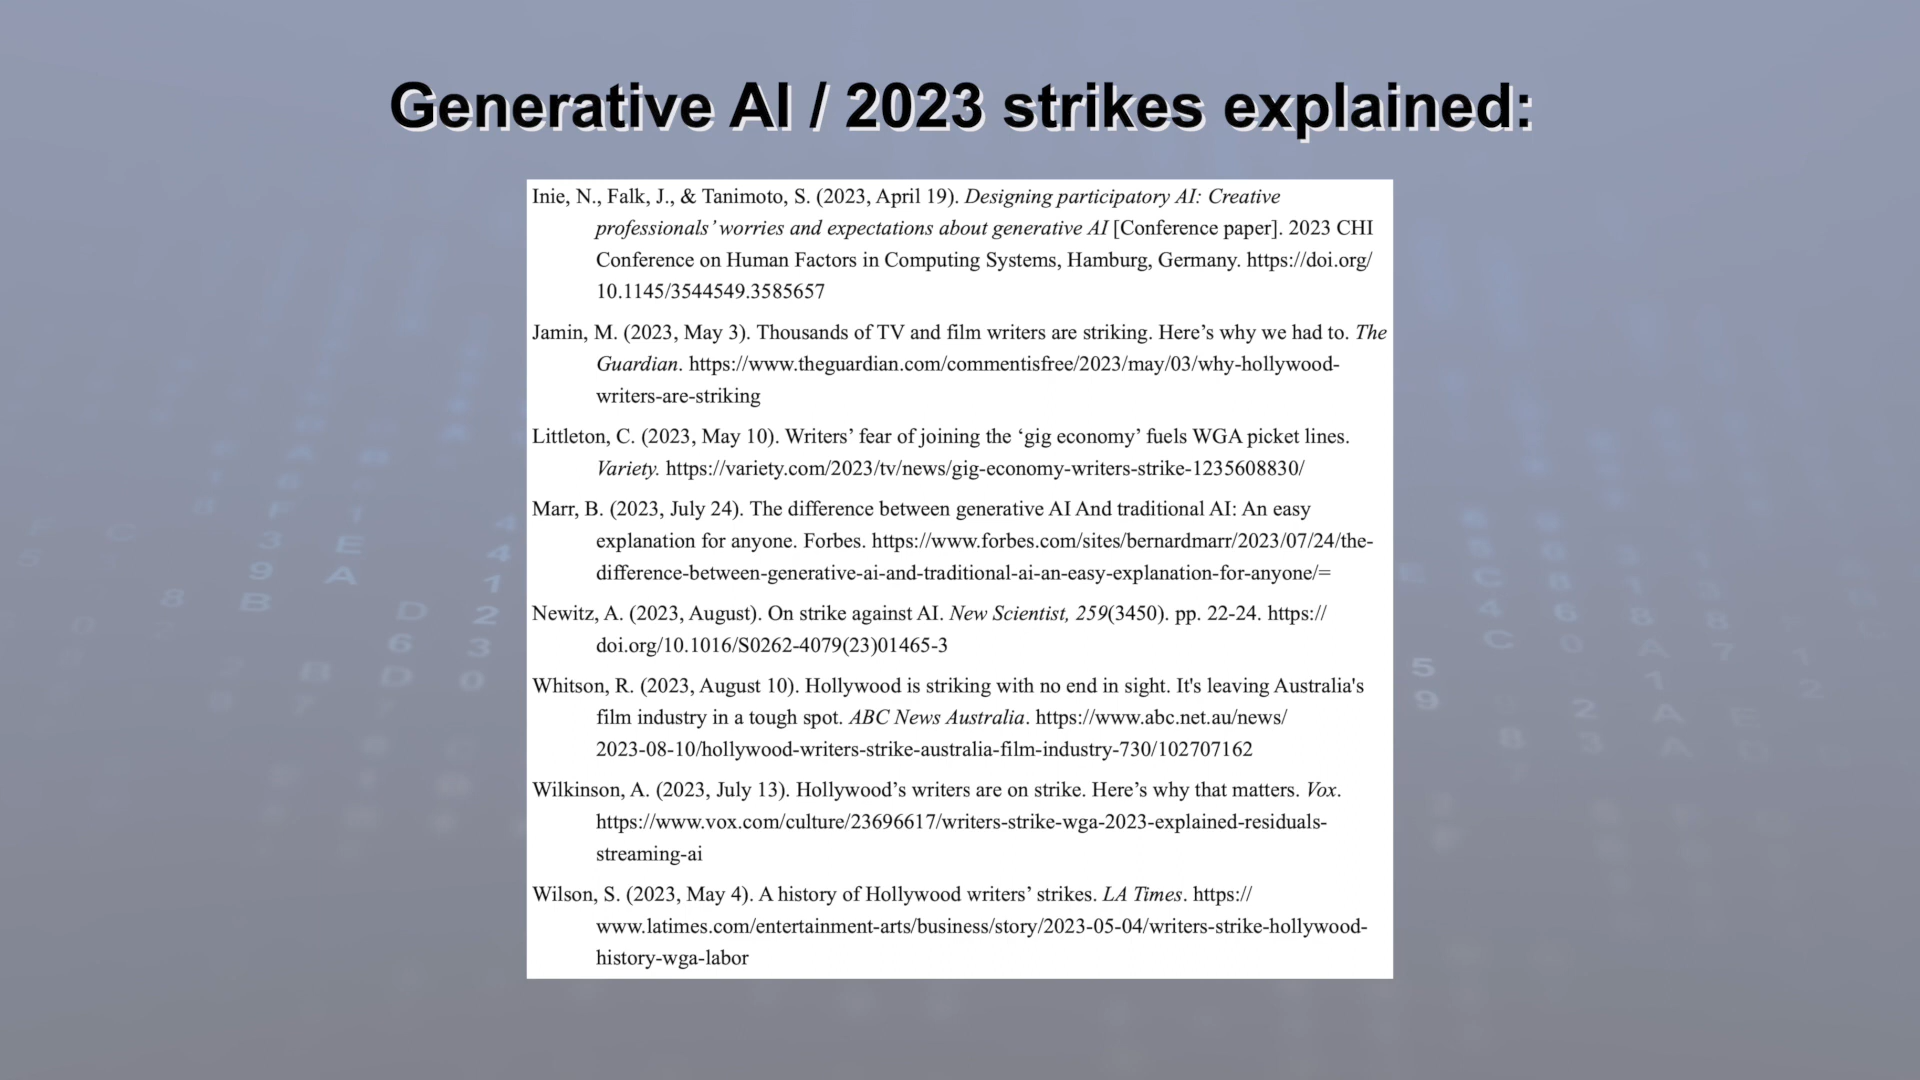 Generative AI / 2023 strikes explained:
Inie, N., Falk, J., & Tanimoto, S. (2023, April 19). Designing participatory AI: Creative
professionals’ worries and expectations about generative AI [Conference paper]. 2023 CHI
Conference on Human Factors in Computing Systems, Hamburg, Germany. https://doi.org/
10.1145/3544549.3585657
Jamin, M. (2023, May 3). Thousands of TV and film writers are striking. Here’s why we had to. The
Guardian. https://www.theguardian.com/commentisfree/2023/may/03/why-hollywood-
writers-are-striking
Littleton, C. (2023, May 10). Writers’ fear of joining the ‘gig economy’ fuels WGA picket lines.
Variety. https://variety.com/2023/tv/news/gig-economy-writers-strike-1235608830/
Marr, B. (2023, July 24). The difference between generative AI And traditional AI: An easy
explanation for anyone. Forbes. https://www.forbes.com/sites/bernardmarr/2023/07/24/the-
difference-between-generative-ai-and-traditional-ai-an-easy-explanation-for-anyone/=
Newitz, A. (2023, August). On strike against AI. New Scientist, 259(3450). pp. 22-24. https://
doi.org/10.1016/S0262-4079(23)01465-3
Whitson, R. (2023, August 10). Hollywood is striking with no end in sight. It's leaving Australia's
film industry in a tough spot. ABC News Australia. https://www.abc.net.au/news/
2023-08-10/hollywood-writers-strike-australia-film-industry-730/102707162
Wilkinson, A. (2023, July 13). Hollywood’s writers are on strike. Here’s why that matters. Vox.
https://www.vox.com/culture/23696617/writers-strike-wga-2023-explained-residuals-
streaming-ai
Wilson, S. (2023, May 4). A history of Hollywood writers’ strikes. LA Times. https://
www.latimes.com/entertainment-arts/business/story/2023-05-04/writers-strike-hollywood-
history-wga-labor